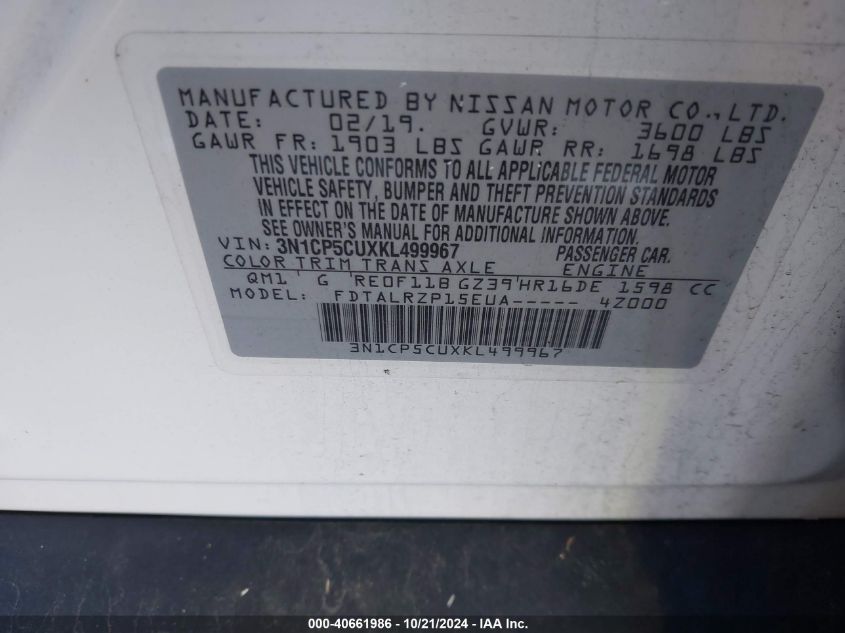 MANUFACTURED BY NISSAN MOTOR CO., LTD.
DATE: 02/19. GVWR: 3600 LBS
GAWR FR: 1903 LBS GAWR RR: 1698 LBS
THIS VEHICLE CONFORMS TO ALL APPLICABLE FEDERAL MOTOR
VEHICLE SAFETY, BUMPER AND THEFT PREVENTION STANDARDS
IN EFFECT ON THE DATE OF MANUFACTURE SHOWN ABOVE.
SEE OWNER'S MANUAL FOR ADDITIONAL INFORMATION.
VIN: 3N1CP5CUXKL499967 PASSENGER CAR.
COLOR TRIM TRANS AXLE ENGINE
QM1 G RE0F11B GZ39 HR16DE 1598 CC
MODEL: FDTALRZP15EUA----- 4Z000
3N1CP5CUXKL499967
000-40661986 - 10/21/2024 - IAA Inc.